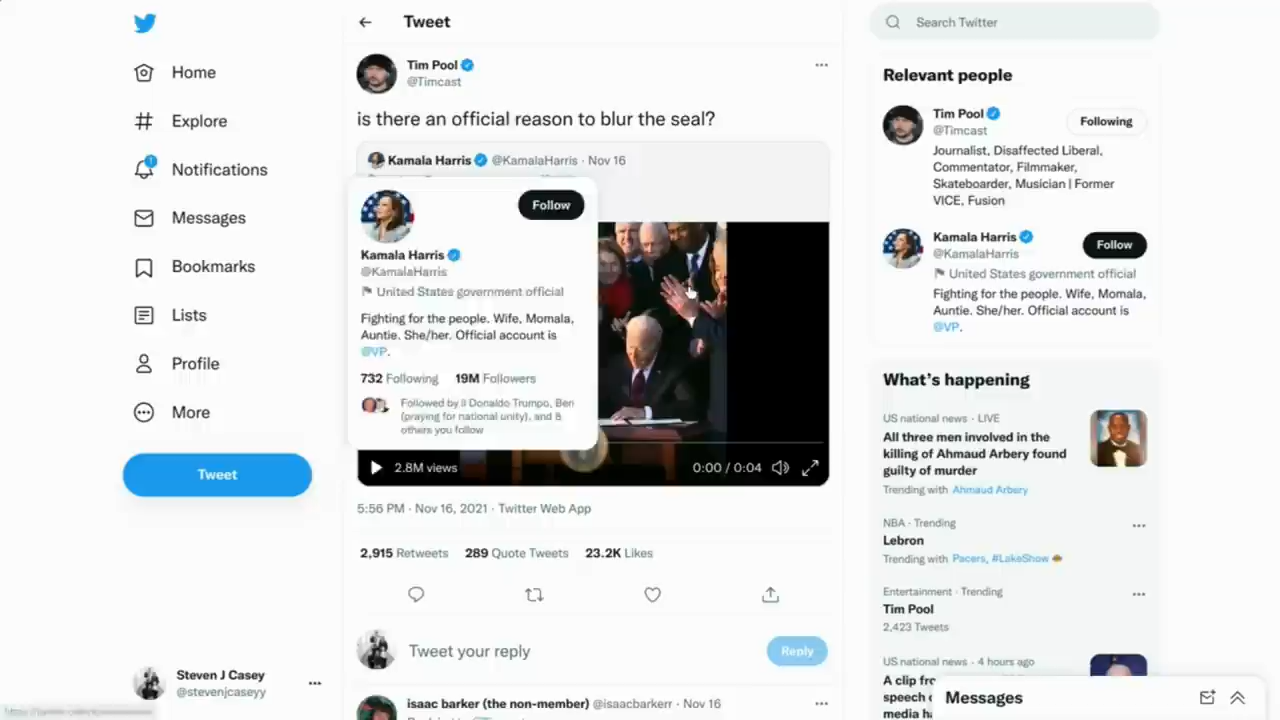 Home
Explore
1
Notifications
Messages
Bookmarks
Lists
Profile
More
Tweet
Steven J Casey
@stevenjcaseyy
Tweet
Tim Pool
@Timcast
is there an official reason to blur the seal?
Kamala Harris @KamalaHarris · Nov 16
Follow
Kamala Harris
@KamalaHarris
United States government official
Fighting for the people. Wife, Momala,
Auntie. She/her. Official account is
@VP.
732 Following 19M Followers
Followed by Donaldo Trumpo, Ben
(praying for national unity), and 8
others you follow
2.8M views
0:00 / 0:04
5:56 PM · Nov 16, 2021 · Twitter Web App
2,915 Retweets 289 Quote Tweets 23.2K Likes
Tweet your reply
Reply
isaac barker (the non-member) @isaacbarkerr · Nov 16
Search Twitter
Relevant people
Tim Pool
@Timcast
Following
Journalist, Disaffected Liberal,
Commentator, Filmmaker,
Skateboarder, Musician | Former
VICE, Fusion
Kamala Harris
@KamalaHarris
Follow
United States government official
Fighting for the people. Wife, Momala,
Auntie. She/her. Official account is
@VP.
What's happening
US national news · LIVE
All three men involved in the
killing of Ahmaud Arbery found
guilty of murder
Trending with Ahmaud Arbery
NBA · Trending
Lebron
Trending with Pacers, #LakeShow
Entertainment · Trending
Tim Pool
2,423 Tweets
US national news · 4 hours ago
A clip
speech
media
Messages